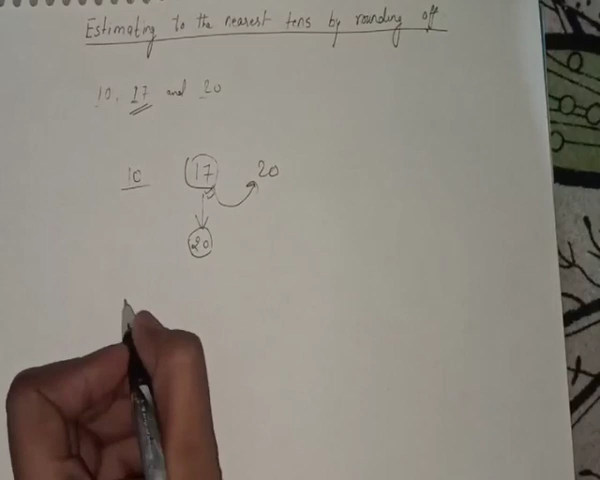 Estimating to the nearest tens by rounding off
10, 17 and 20
10 17 20
20